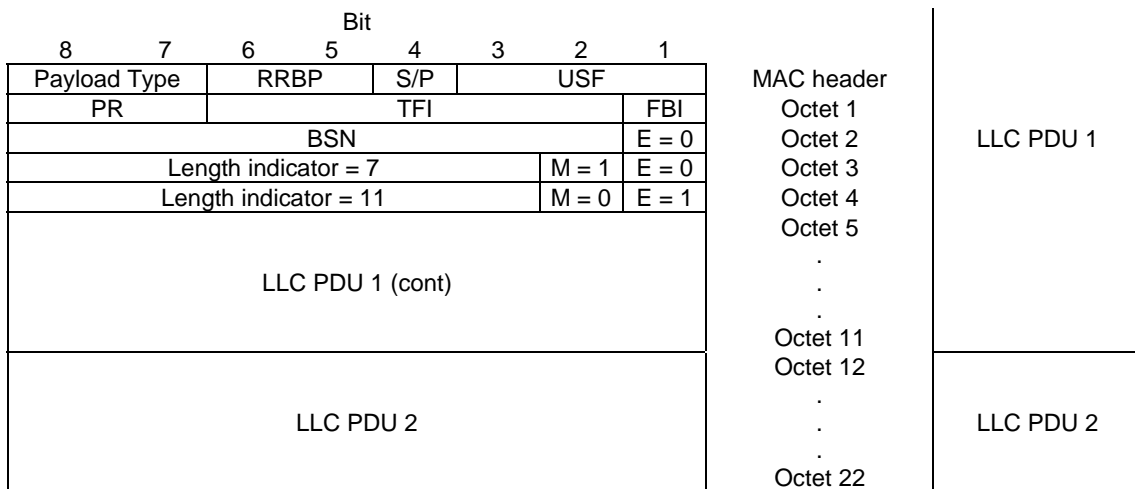 Bit
8 7 6 5 4 3 2 1
Payload Type RRBP S/P USF MAC header
PR TFI FBI Octet 1
BSN E = 0 Octet 2 LLC PDU 1
Length indicator = 7 M = 1 E = 0 Octet 3
Length indicator = 11 M = 0 E = 1 Octet 4
Octet 5
.
LLC PDU 1 (cont) .
.
Octet 11
Octet 12
.
LLC PDU 2 . LLC PDU 2
.
Octet 22